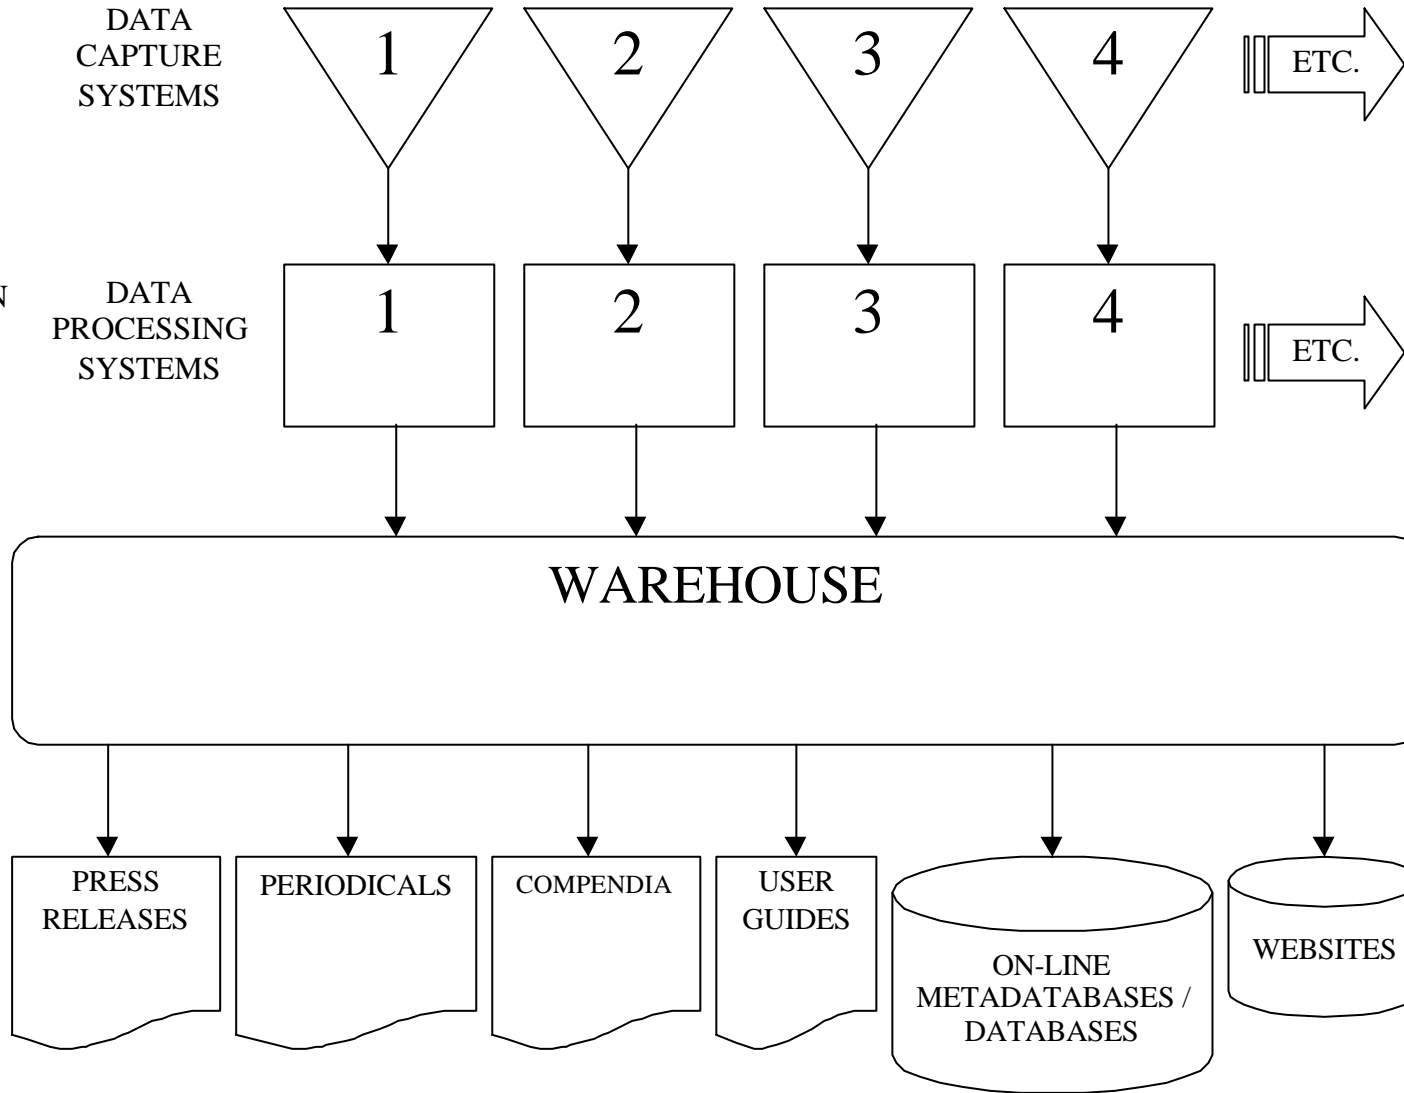 DATA
CAPTURE
SYSTEMS
1
2
3
4
ETC.
N
DATA
PROCESSING
SYSTEMS
1
2
3
4
ETC.
WAREHOUSE
PRESS
RELEASES
PERIODICALS
COMPENDIA
USER
GUIDES
ON-LINE
METADATABASES /
DATABASES
WEBSITES